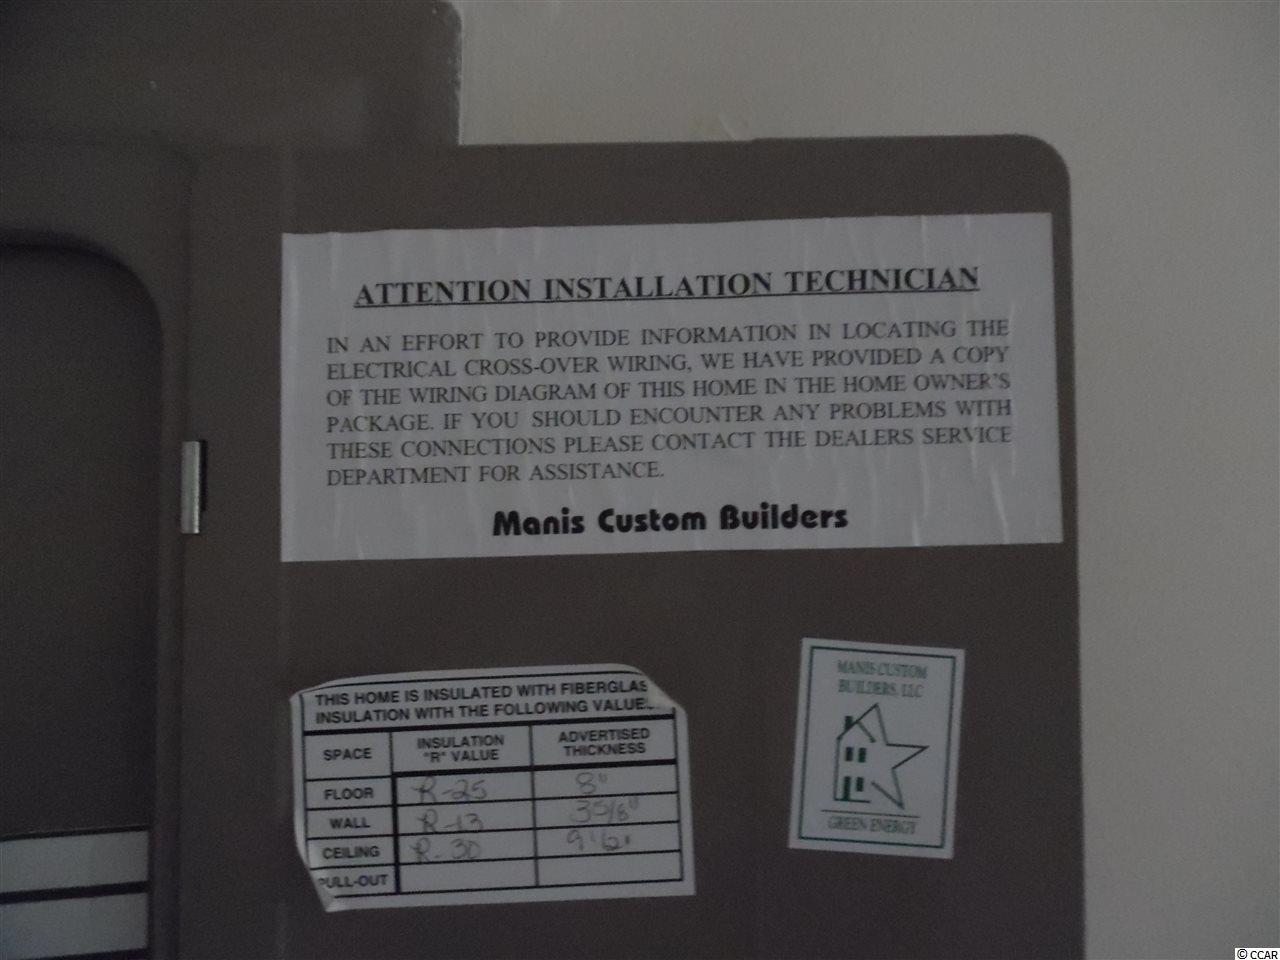 ATTENTION INSTALLATION TECHNICIAN
IN AN EFFORT TO PROVIDE INFORMATION IN LOCATING THE
ELECTRICAL CROSS-OVER WIRING, WE HAVE PROVIDED A COPY
OF THE WIRING DIAGRAM OF THIS HOME IN THE HOME OWNER'S
PACKAGE. IF YOU SHOULD ENCOUNTER ANY PROBLEMS WITH
THESE CONNECTIONS PLEASE CONTACT THE DEALERS SERVICE
DEPARTMENT FOR ASSISTANCE.
Manis Custom Builders
THIS HOME IS INSULATED WITH FIBERGLAS
INSULATION WITH THE FOLLOWING VALUE
SPACE INSULATION "R" VALUE ADVERTISED THICKNESS
FLOOR R-25 8"
WALL R-13 3 5/8"
CEILING R-30
PULL-OUT
MANIS CUSTOM
BUILDERS, LLC
GREEN ENERGY
© CCAR